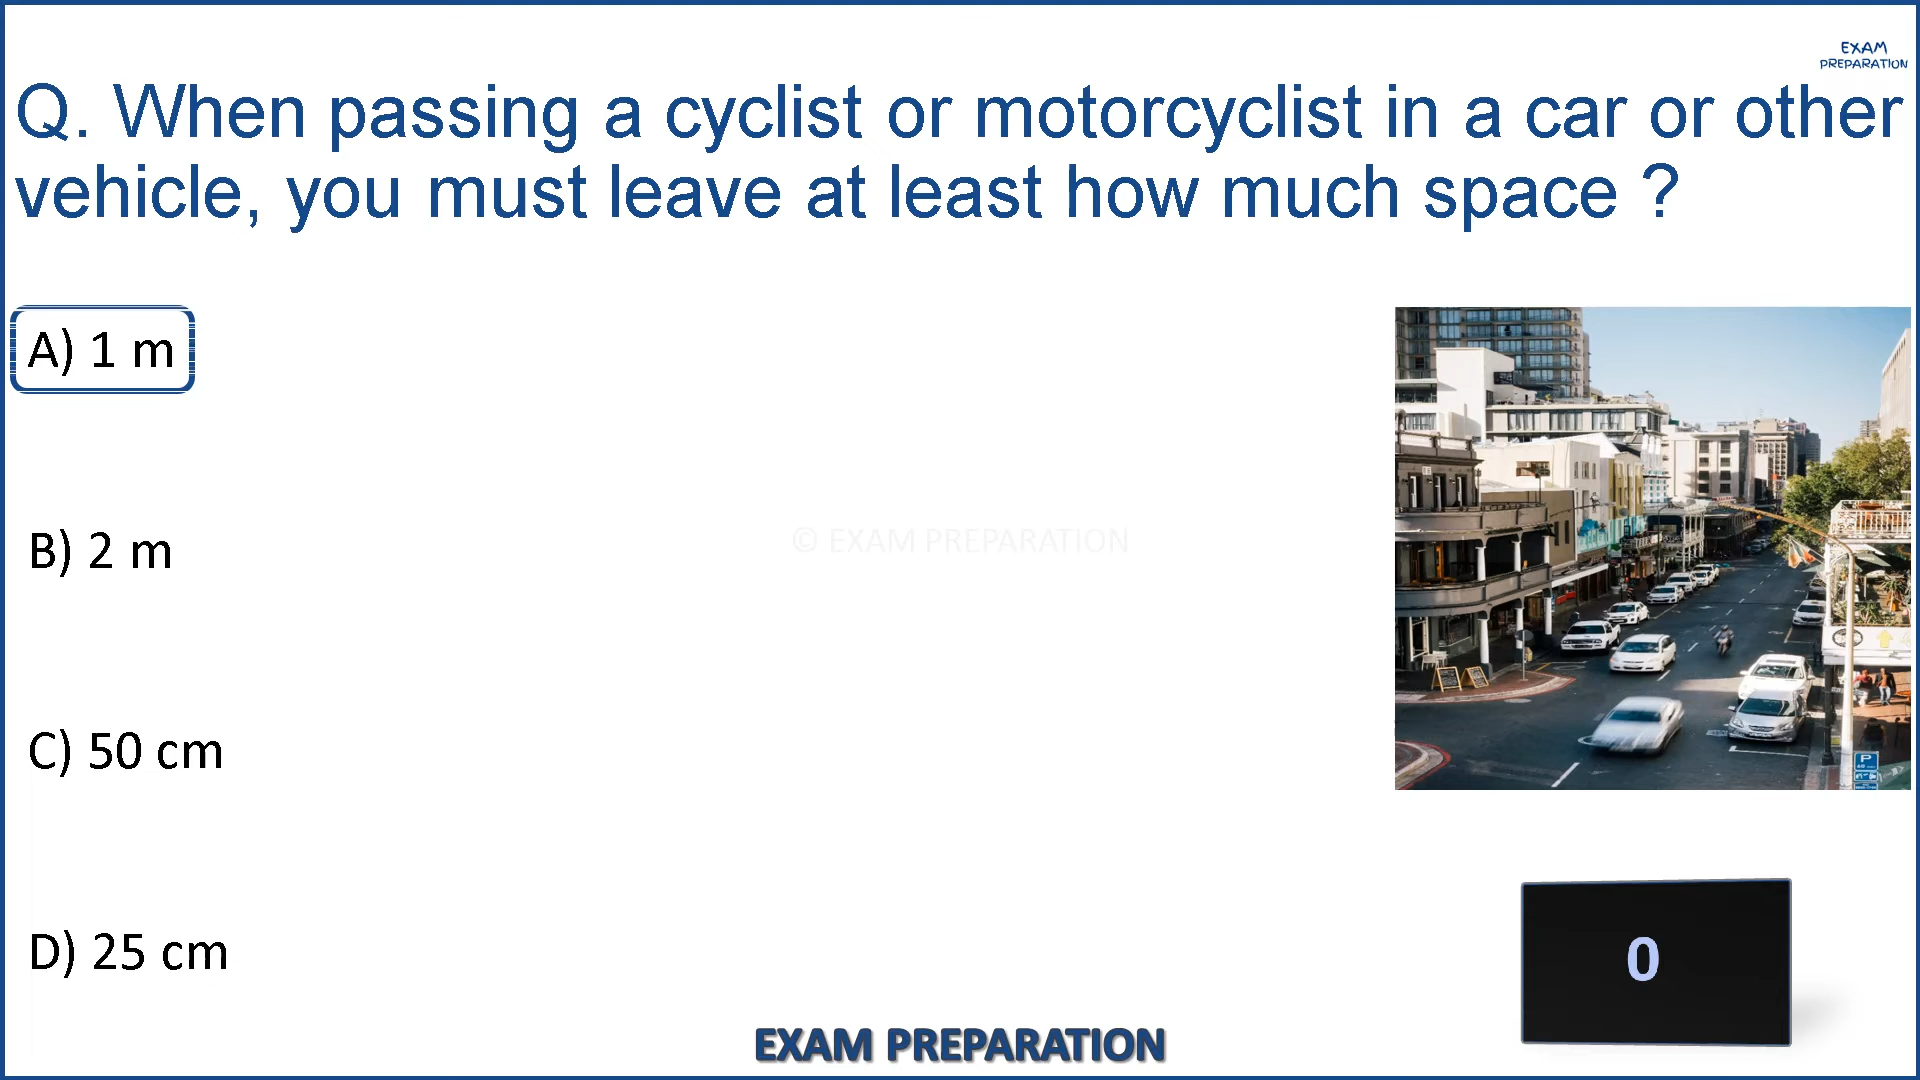 EXAM
PREPARATION
Q. When passing a cyclist or motorcyclist in a car or other
vehicle, you must leave at least how much space ?
A) 1 m
B) 2 m
© EXAM PREPARATION
C) 50 cm
P
D) 25 cm
0
EXAM PREPARATION